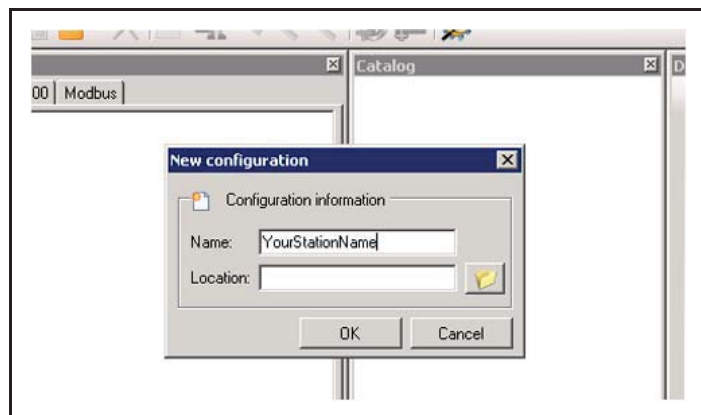 Catalog
D
00
Modbus
New configuration
Configuration information
Name:
YourStationName
Location:
OK
Cancel